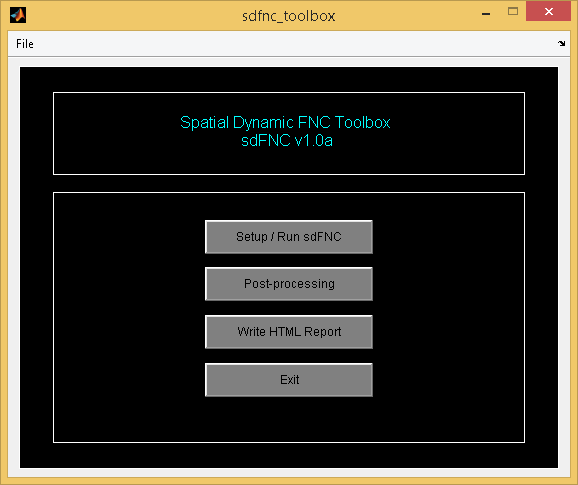 sdfnc_toolbox
File
Spatial Dynamic FNC Toolbox
sdFNC v1.0a
Setup / Run sdFNC
Post-processing
Write HTML Report
Exit